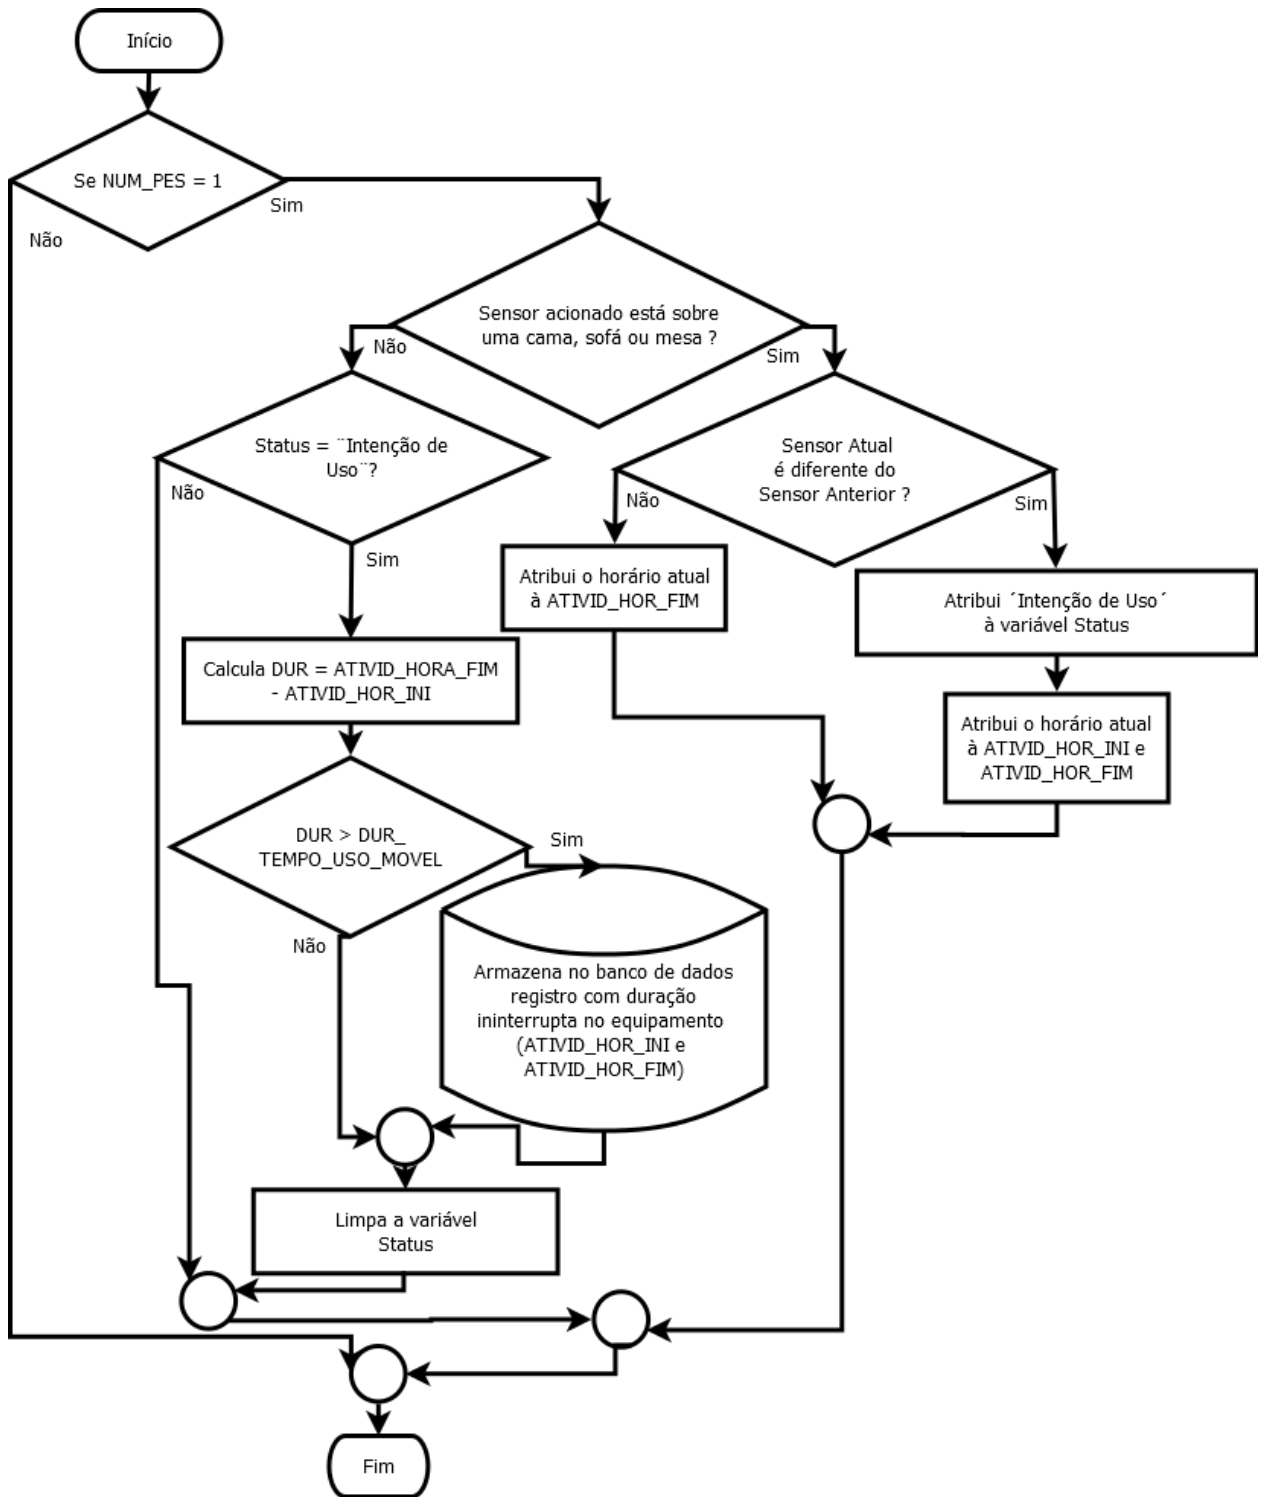 Início
Se NUM_PES = 1
Sim
Não
Sensor acionado está sobre
uma cama, sofá ou mesa ?
Não
Sim
Status = ¨Intenção de
Uso¨?
Não
Sim
Sensor Atual
é diferente do
Sensor Anterior ?
Não
Sim
Atribui o horário atual
à ATIVID_HOR_FIM
Atribui ´Intenção de Uso´
à variável Status
Calcula DUR = ATIVID_HORA_FIM
- ATIVID_HOR_INI
Atribui o horário atual
à ATIVID_HOR_INI e
ATIVID_HOR_FIM
DUR > DUR_
TEMPO_USO_MOVEL
Sim
Não
Armazena no banco de dados
registro com duração
ininterrupta no equipamento
(ATIVID_HOR_INI e
ATIVID_HOR_FIM)
Limpa a variável
Status
Fim